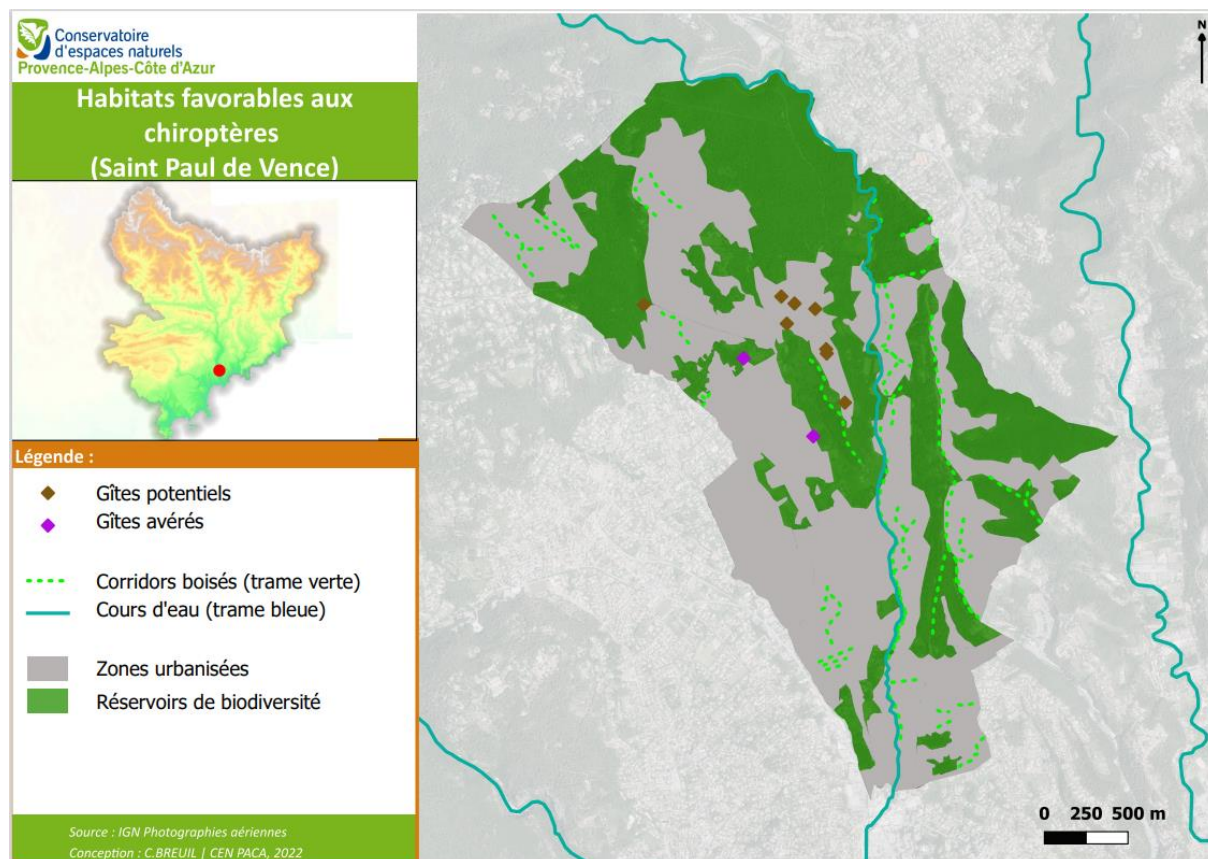 Conservatoire
d'espaces naturels
Provence-Alpes-Côte d'Azur
Habitats favorables aux
chiroptères
(Saint Paul de Vence)
Légende :
Gîtes potentiels
Gîtes avérés
Corridors boisés (trame verte)
Cours d'eau (trame bleue)
Zones urbanisées
Réservoirs de biodiversité
Source : IGN Photographies aériennes
Conception : C.BREUIL | CEN PACA, 2022
N
0 250 500 m